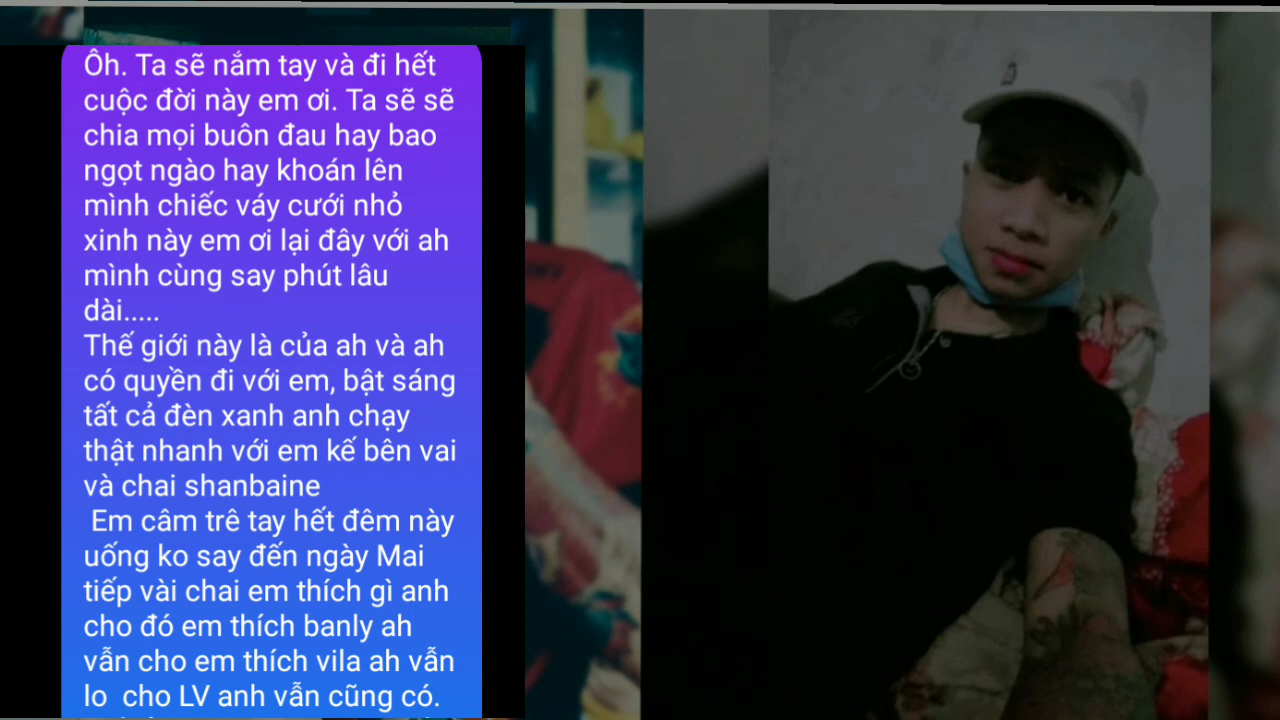 Ôh. Ta sẽ nắm tay và đi hết
cuộc đời này em ơi. Ta sẽ sẽ
chia mọi buôn đau hay bao
ngọt ngào hay khoán lên
mình chiếc váy cưới nhỏ
xinh này em ơi lại đây với ah
mình cùng say phút lâu
dài.....
Thế giới này là của ah và ah
có quyền đi với em, bật sáng
tất cả đèn xanh anh chạy
thật nhanh với em kế bên vai
và chai shanbaine
Em câm trê tay hết đêm này
uống ko say đến ngày Mai
tiếp vài chai em thích gì anh
cho đó em thích banly ah
vẫn cho em thích vila ah vẫn
lo cho LV anh vẫn cũng có.